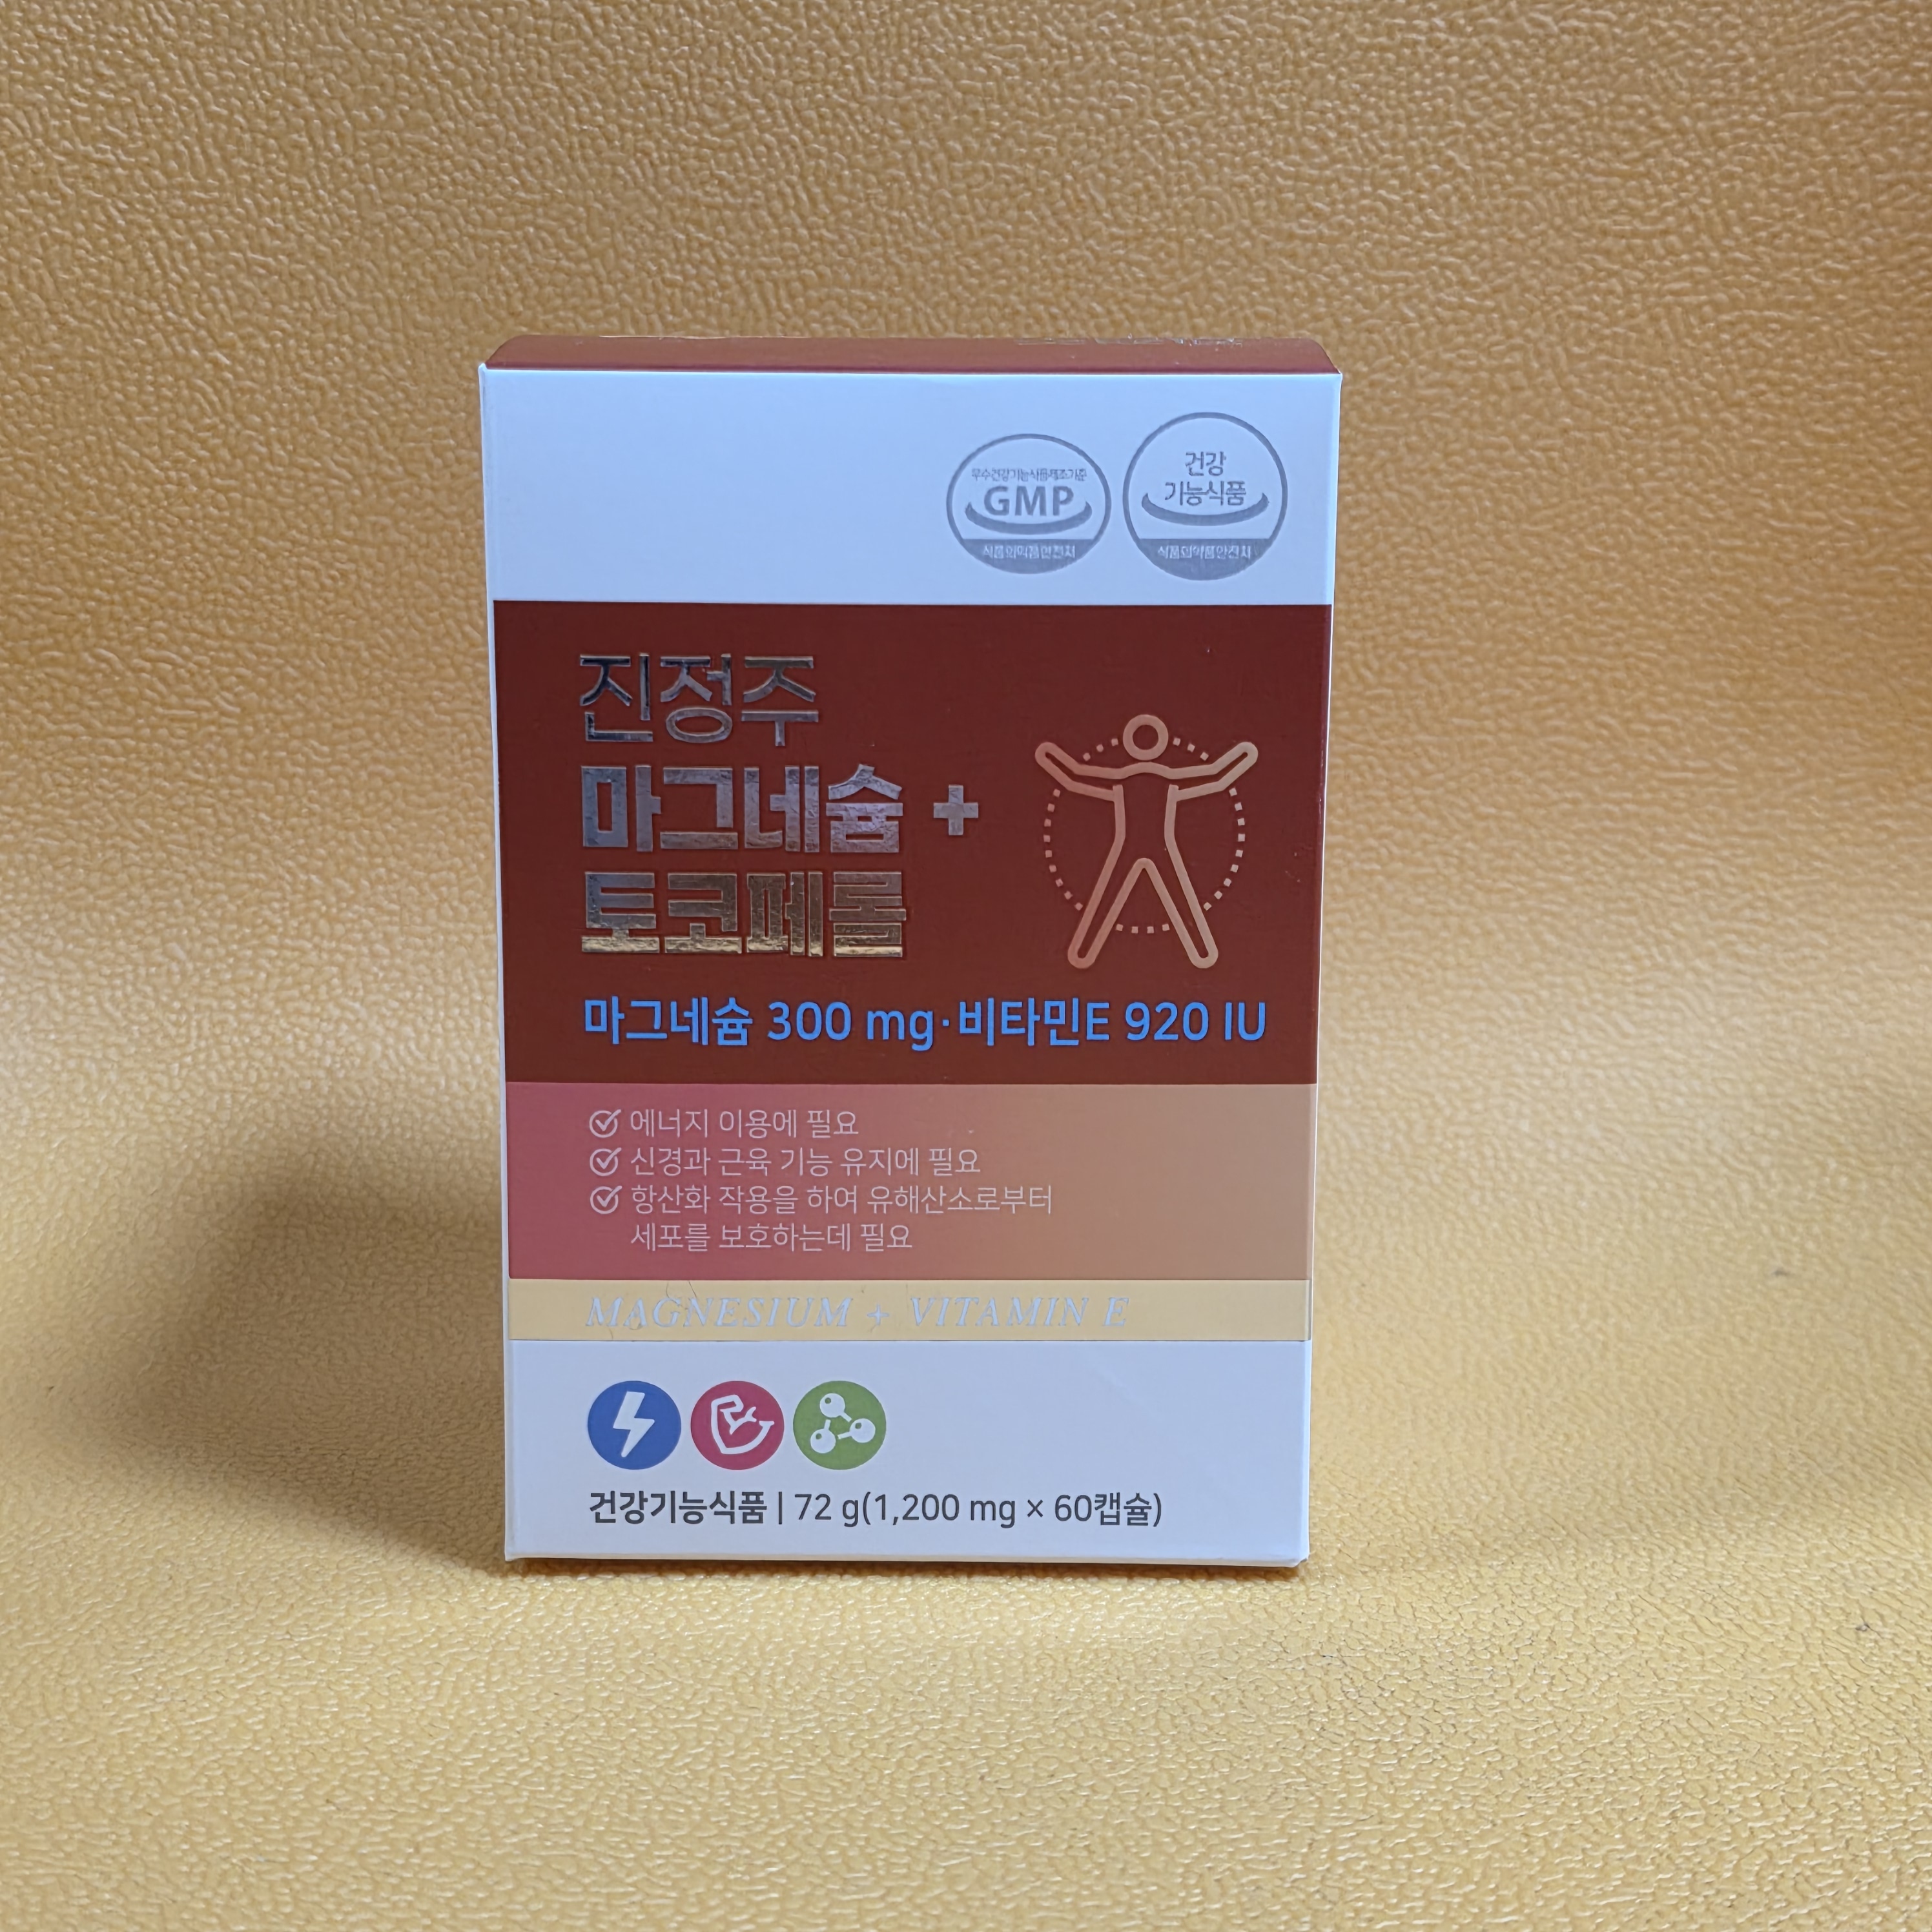 우수건강기능식품제조기준
GMP
식품의약품안전처
건강
기능식품
식품의약품안전처
진정주
마그네슘 +
토코페롤
마그네슘 300 mg·비타민E 920 IU
에너지 이용에 필요
신경과 근육 기능 유지에 필요
항산화 작용을 하여 유해산소로부터
세포를 보호하는데 필요
MAGNESIUM + VITAMIN E
건강기능식품 | 72 g(1,200 mg × 60캡슐)